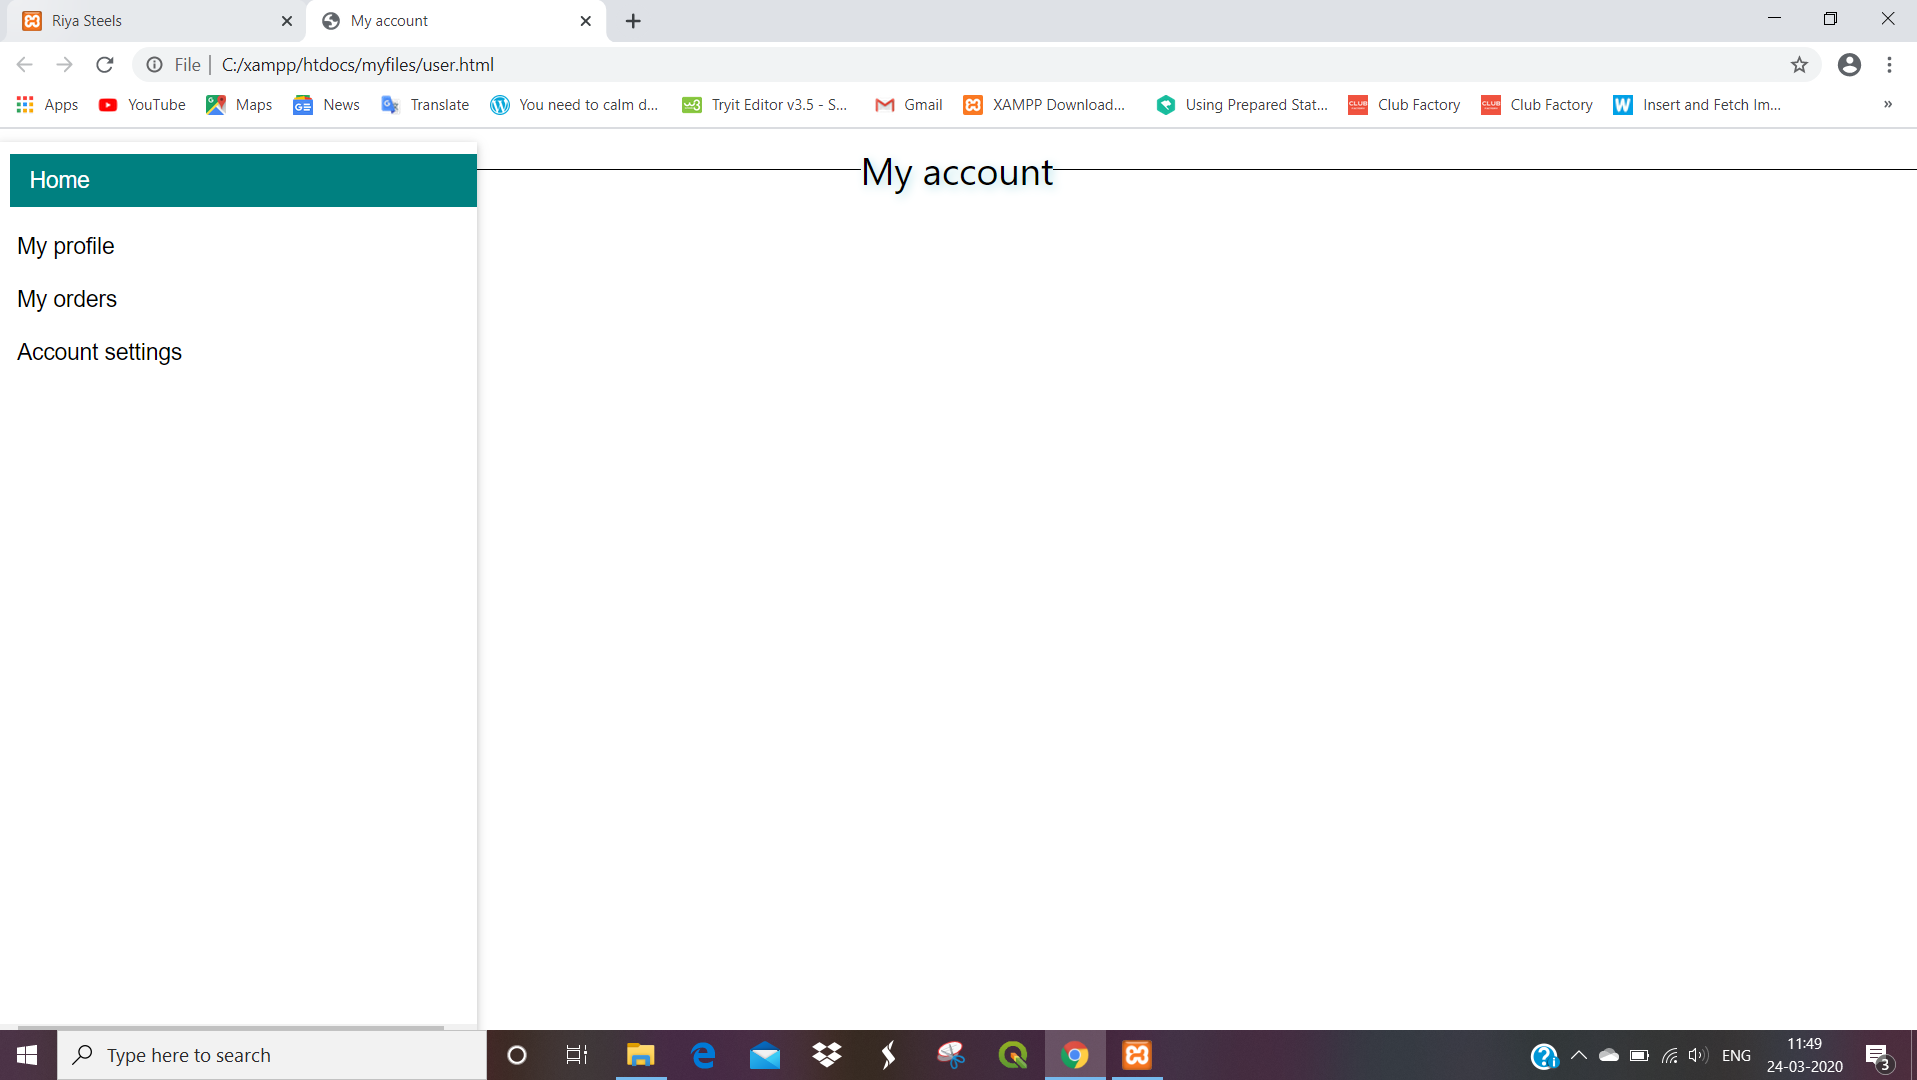 Riya Steels
My account
File | C:/xampp/htdocs/myfiles/user.html
Apps YouTube Maps News Translate You need to calm d... Tryit Editor v3.5 - S... Gmail XAMPP Download... Using Prepared Stat... Club Factory Club Factory Insert and Fetch Im... »
Home
My account
My profile
My orders
Account settings
Type here to search
ENG
11:49
24-03-2020
3